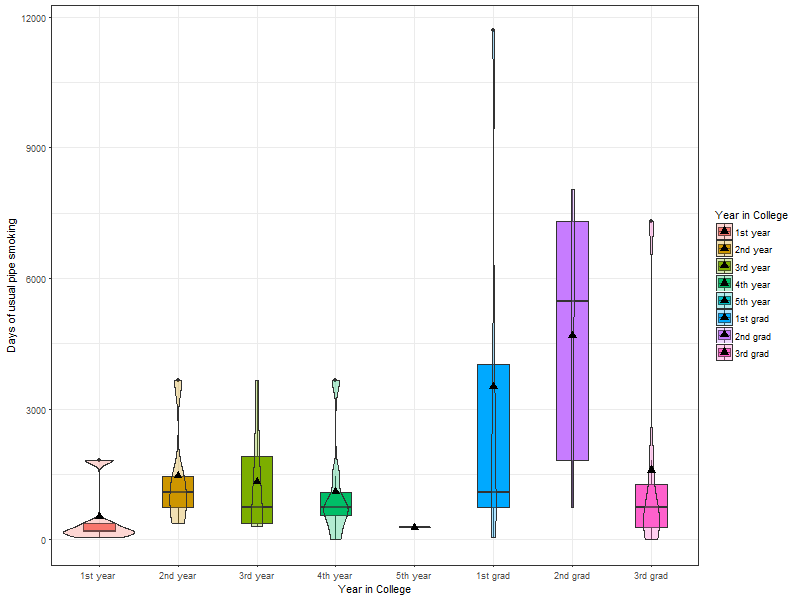 12000
9000
6000
3000
0
Days of usual pipe smoking
1st year
2nd year
3rd year
4th year
5th year
1st grad
2nd grad
3rd grad
Year in College
Year in College
1st year
2nd year
3rd year
4th year
5th year
1st grad
2nd grad
3rd grad